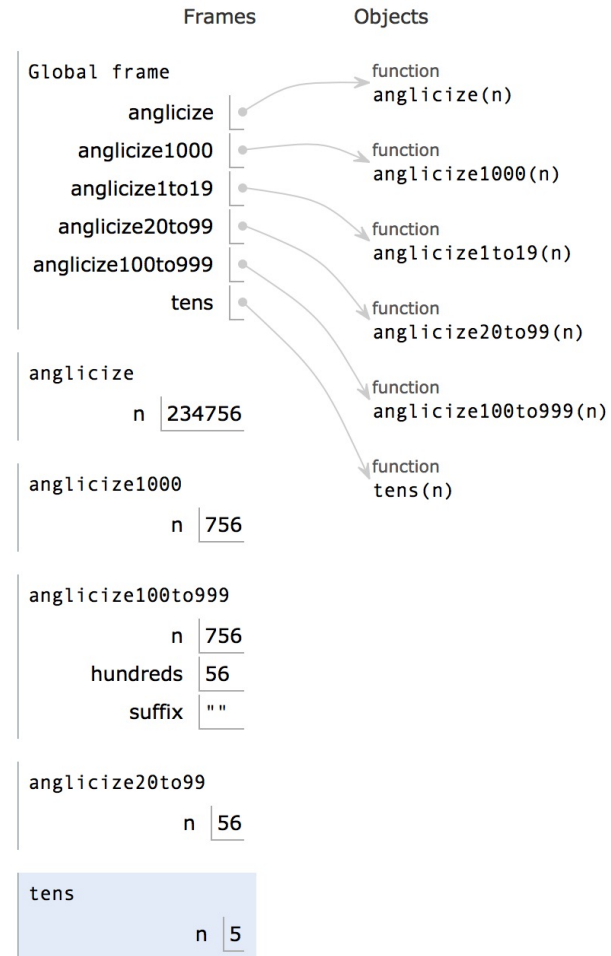 Frames Objects
Global frame
anglicize
anglicize1000
anglicize1to19
anglicize20to99
anglicize100to999
tens
function
anglicize(n)
function
anglicize1000(n)
function
anglicize1to19(n)
function
anglicize20to99(n)
function
anglicize100to999(n)
function
tens(n)
anglicize
n 234756
anglicize1000
n 756
anglicize100to999
n 756
hundreds 56
suffix ""
anglicize20to99
n 56
tens
n 5